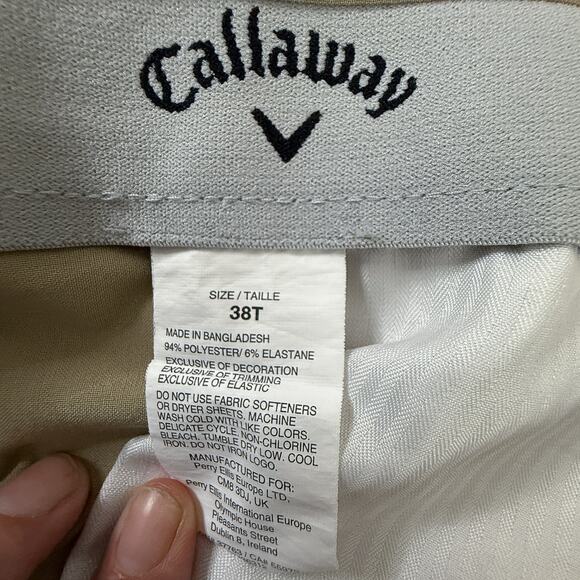 Callaway
SIZE / TAILLE
38T
MADE IN BANGLADESH
94% POLYESTER/ 6% ELASTANE
EXCLUSIVE OF DECORATION
EXCLUSIVE OF TRIMMING
EXCLUSIVE OF ELASTIC
DO NOT USE FABRIC SOFTENERS
OR DRYER SHEETS. MACHINE
WASH COLD WITH LIKE COLORS.
DELICATE CYCLE. NON-CHLORINE
BLEACH. TUMBLE DRY LOW. COOL
IRON. DO NOT IRON LOGO.
MANUFACTURED FOR:
Perry Ellis Europe LTD.
CM8 3DJ, UK
Perry Ellis International Europe
Olympic House
Pleasants Street
Dublin 8, Ireland